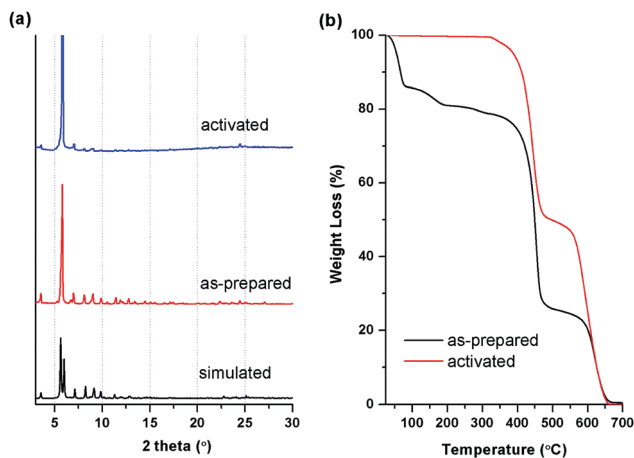 (a)
activated
as-prepared
simulated
5 10 15 20 25 30
2 theta (°)
(b)
100
80
60
40
20
0
Weight Loss (%)
as-prepared
activated
100 200 300 400 500 600 700
Temperature (°C)